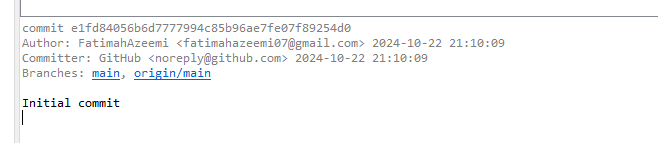 commit e1fd84056b6d7777994c85b96ae7fe07f89254d0
Author: FatimahAzeemi <fatimahazeemi07@gmail.com> 2024-10-22 21:10:09
Committer: GitHub <noreply@github.com> 2024-10-22 21:10:09
Branches: main, origin/main
Initial commit